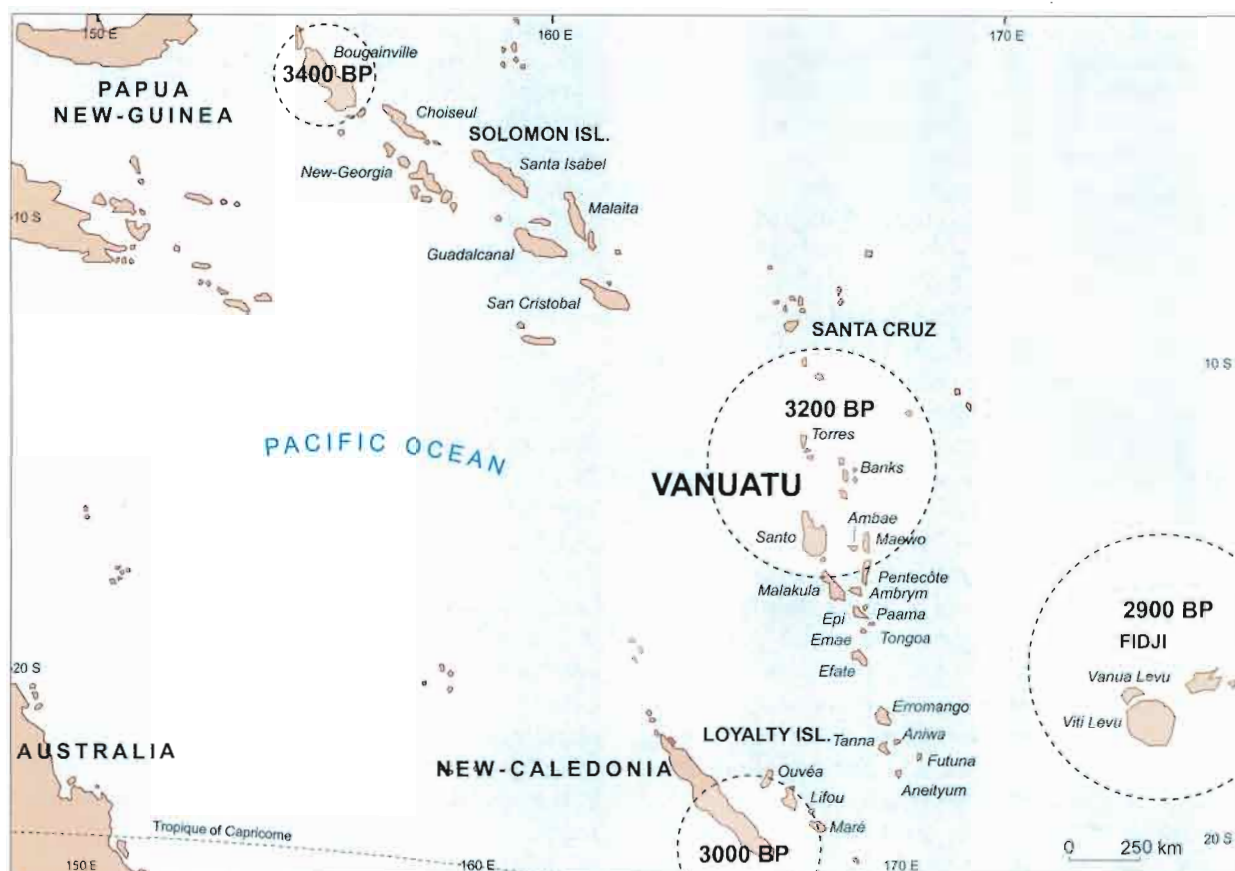 150 E
160 E
170 E
Bougainville
3400 BP
PAPUA
NEW-GUINEA
Choiseul
SOLOMON ISL.
Santa Isabel
New-Georgia
Malaita
10 S
Guadalcanal
San Cristobal
SANTA CRUZ
10 S
3200 BP
Torres
PACIFIC OCEAN
Banks
VANUATU
Ambae
Santo
Maewo
Pentecôte
Malakula
Ambrym
2900 BP
Epi
Paama
FIDJI
Emae
Tongoa
20 S
Efate
Vanua Levu
Erromango
Viti Levu
LOYALTY ISL.
Tanna
Aniwa
AUSTRALIA
NEW-CALEDONIA
Futuna
Ouvéa
Aneityum
Lifou
Tropique of Capricorne
Maré
20 S
3000 BP
0 250 km
150 E
160 E
170 E